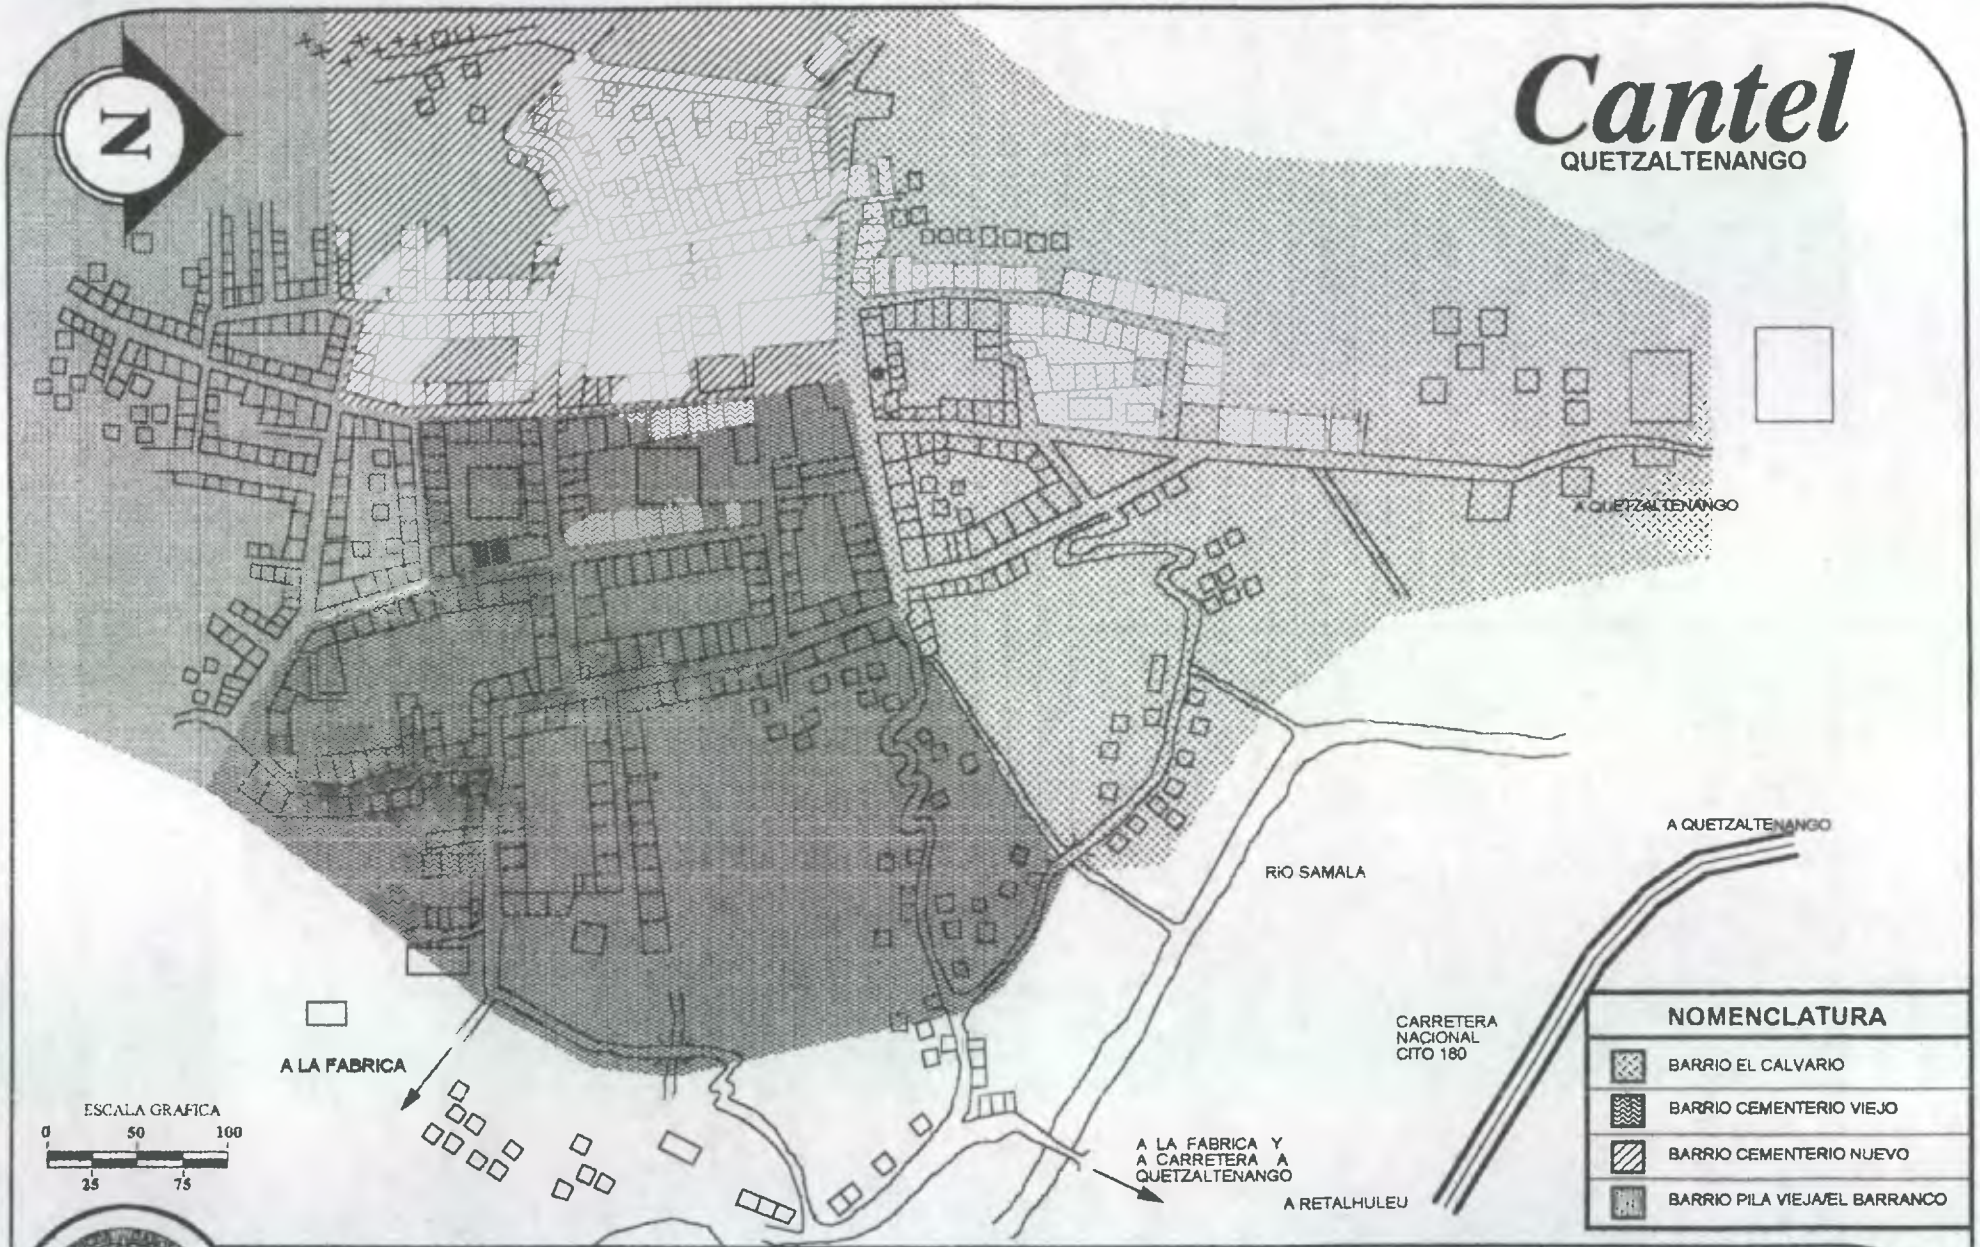 N
Cantel
QUETZALTENANGO
A QUETZALTENANGO
A QUETZALTENANGO
RIO SAMALA
CARRETERA
NACIONAL
CITO 180
A LA FABRICA
ESCALA GRAFICA
0 50 100
25 75
A LA FABRICA Y
A CARRETERA A
QUETZALTENANGO
A RETALHULEU
NOMENCLATURA
BARRIO EL CALVARIO
BARRIO CEMENTERIO VIEJO
BARRIO CEMENTERIO NUEVO
BARRIO PILA VIEJA/EL BARRANCO